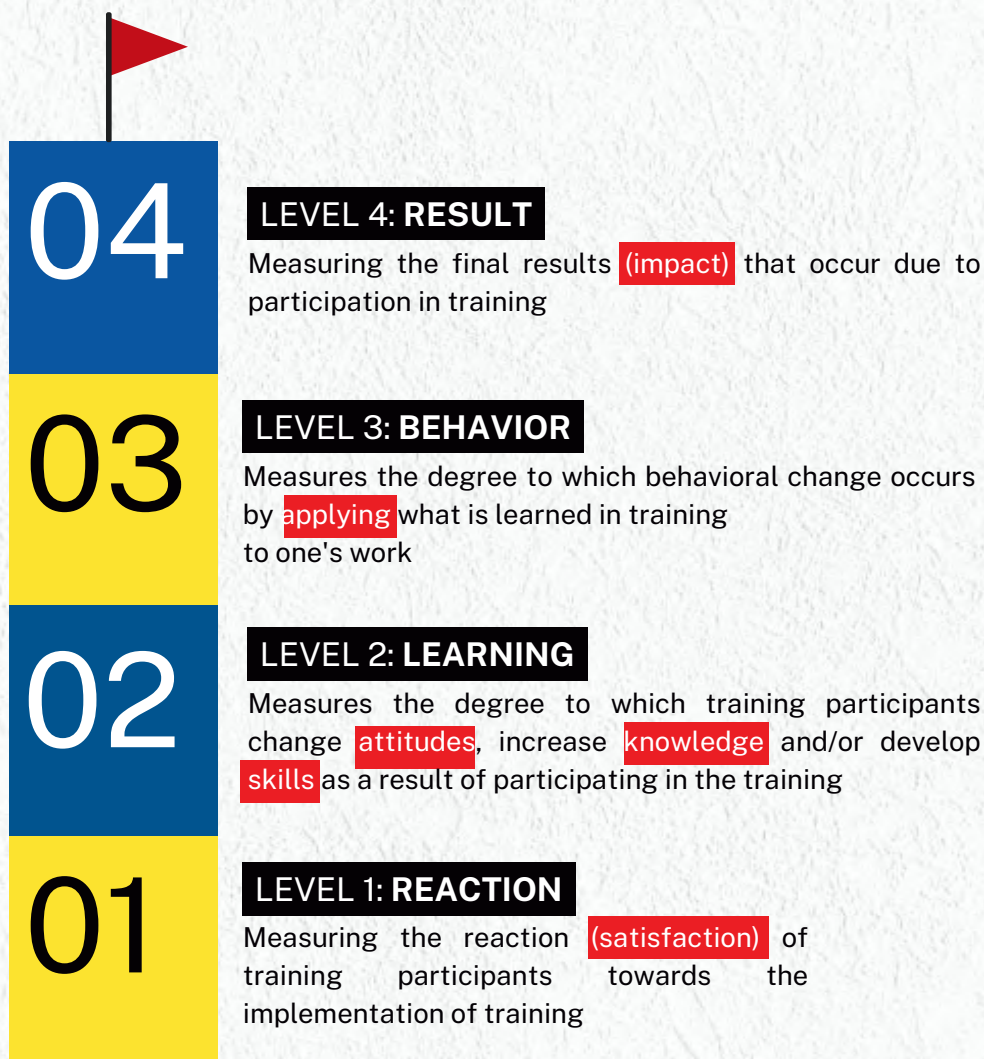 04
LEVEL 4: RESULT
Measuring the final results (impact) that occur due to
participation in training
03
LEVEL 3: BEHAVIOR
Measures the degree to which behavioral change occurs
by applying what is learned in training
to one's work
02
LEVEL 2: LEARNING
Measures the degree to which training participants
change attitudes, increase knowledge and/or develop
skills as a result of participating in the training
01
LEVEL 1: REACTION
Measuring the reaction (satisfaction) of
training participants towards the
implementation of training